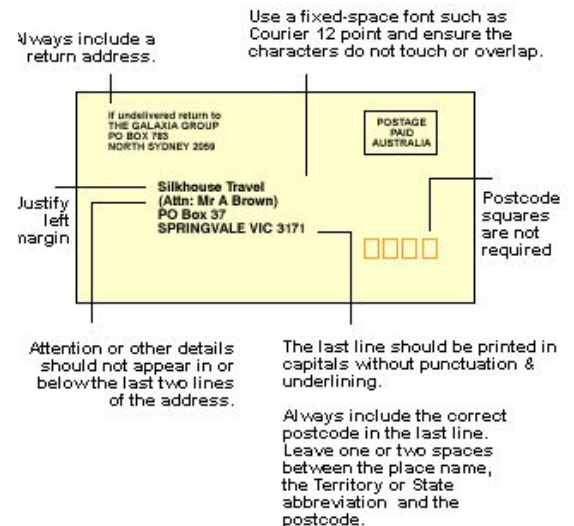 Always include a
return address.
Use a fixed-space font such as
Courier 12 point and ensure the
characters do not touch or overlap.
If undelivered return to
THE GALAXIA GROUP
PO BOX 783
NORTH SYDNEY 2059
POSTAGE
PAID
AUSTRALIA
Justify
left
margin
Silkhouse Travel
(Attn: Mr A Brown)
PO Box 37
SPRINGVALE VIC 3171
Postcode
squares
are not
required
Attention or other details
should not appear in or
below the last two lines
of the address.
The last line should be printed in
capitals without punctuation &
underlining.
Always include the correct
postcode in the last line.
Leave one or two spaces
between the place name,
the Territory or State
abbreviation and the
postcode.